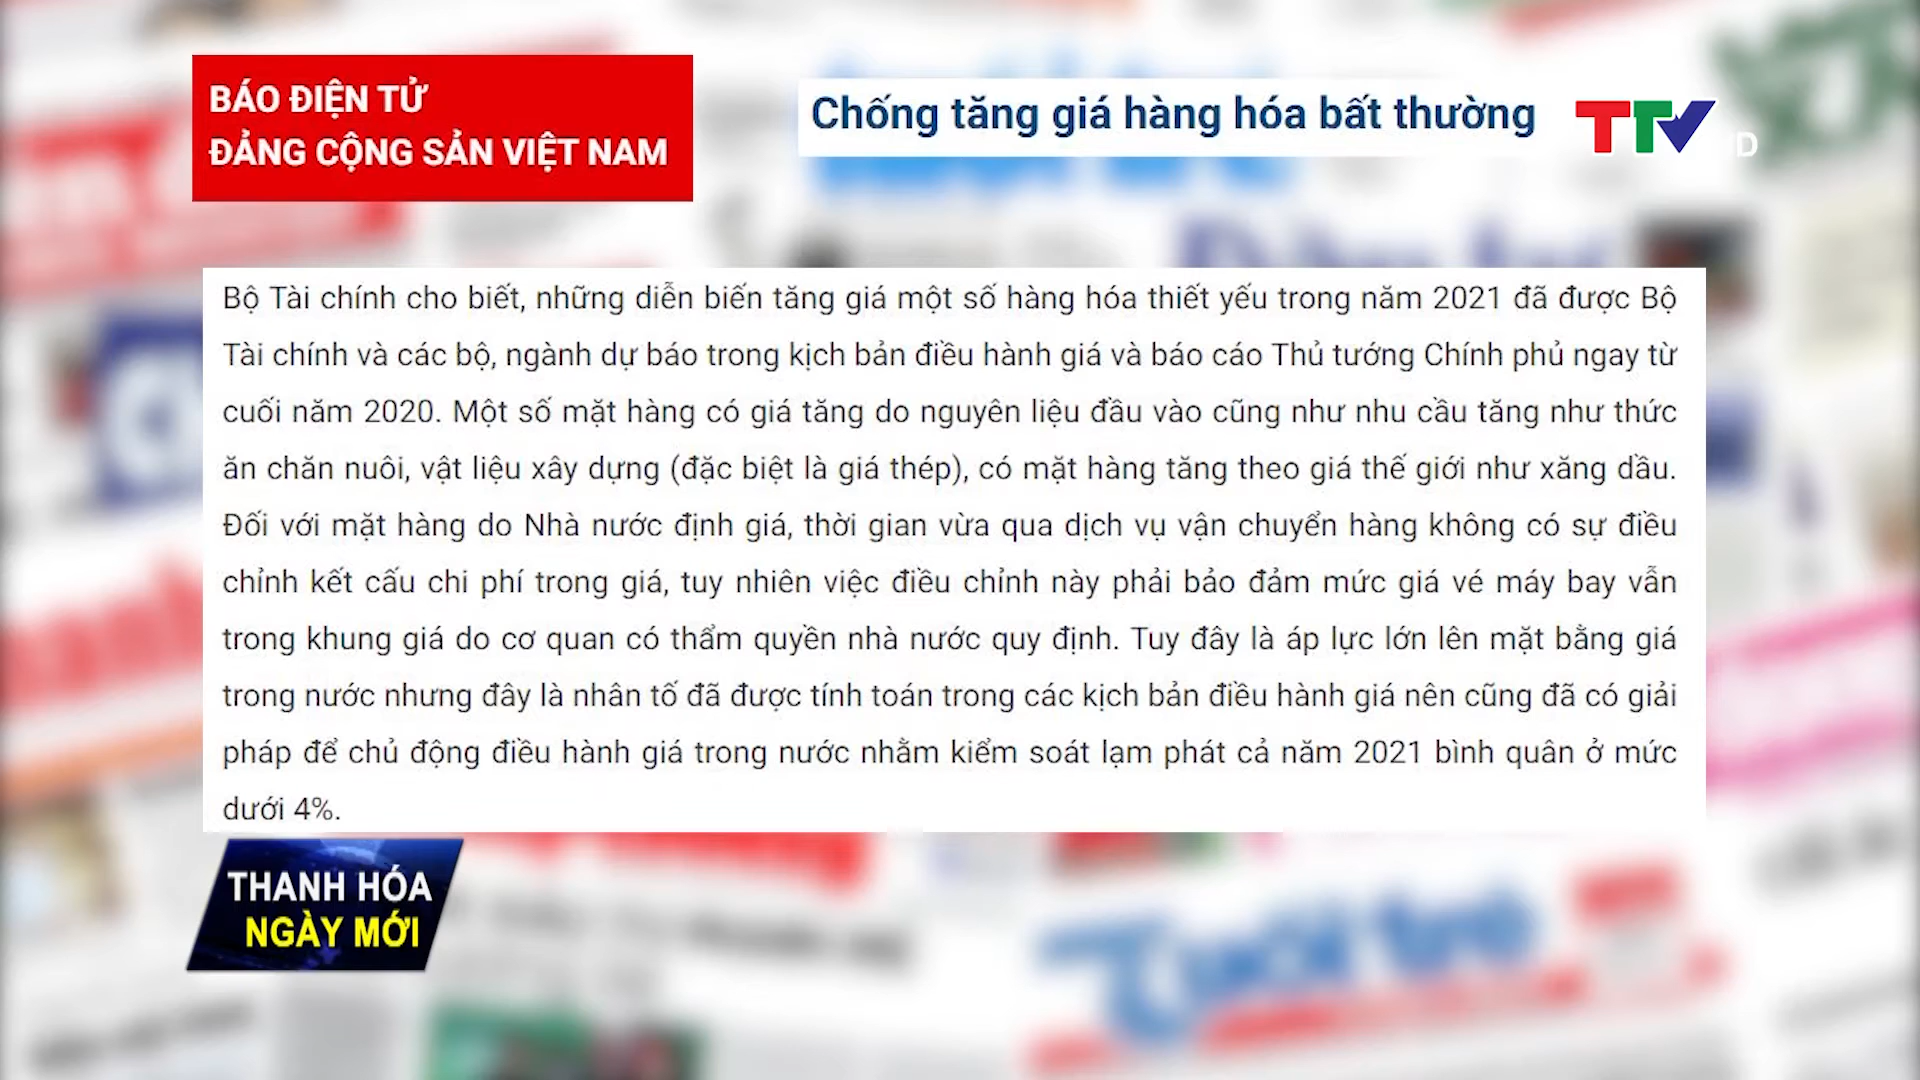 BÁO ĐIỆN TỬ
ĐẢNG CỘNG SẢN VIỆT NAM
Chống tăng giá hàng hóa bất thường
TTV
Bộ Tài chính cho biết, những diễn biến tăng giá một số hàng hóa thiết yếu trong năm 2021 đã được Bộ
Tài chính và các bộ, ngành dự báo trong kịch bản điều hành giá và báo cáo Thủ tướng Chính phủ ngay từ
cuối năm 2020. Một số mặt hàng có giá tăng do nguyên liệu đầu vào cũng như nhu cầu tăng như thức
ăn chăn nuôi, vật liệu xây dựng (đặc biệt là giá thép), có mặt hàng tăng theo giá thế giới như xăng dầu.
Đối với mặt hàng do Nhà nước định giá, thời gian vừa qua dịch vụ vận chuyển hàng không có sự điều
chỉnh kết cấu chi phí trong giá, tuy nhiên việc điều chỉnh này phải bảo đảm mức giá vé máy bay vẫn
trong khung giá do cơ quan có thẩm quyền nhà nước quy định. Tuy đây là áp lực lớn lên mặt bằng giá
trong nước nhưng đây là nhân tố đã được tính toán trong các kịch bản điều hành giá nên cũng đã có giải
pháp để chủ động điều hành giá trong nước nhằm kiểm soát lạm phát cả năm 2021 bình quân ở mức
dưới 4%.
THANH HÓA
NGÀY MỚI
Tuổi trẻ